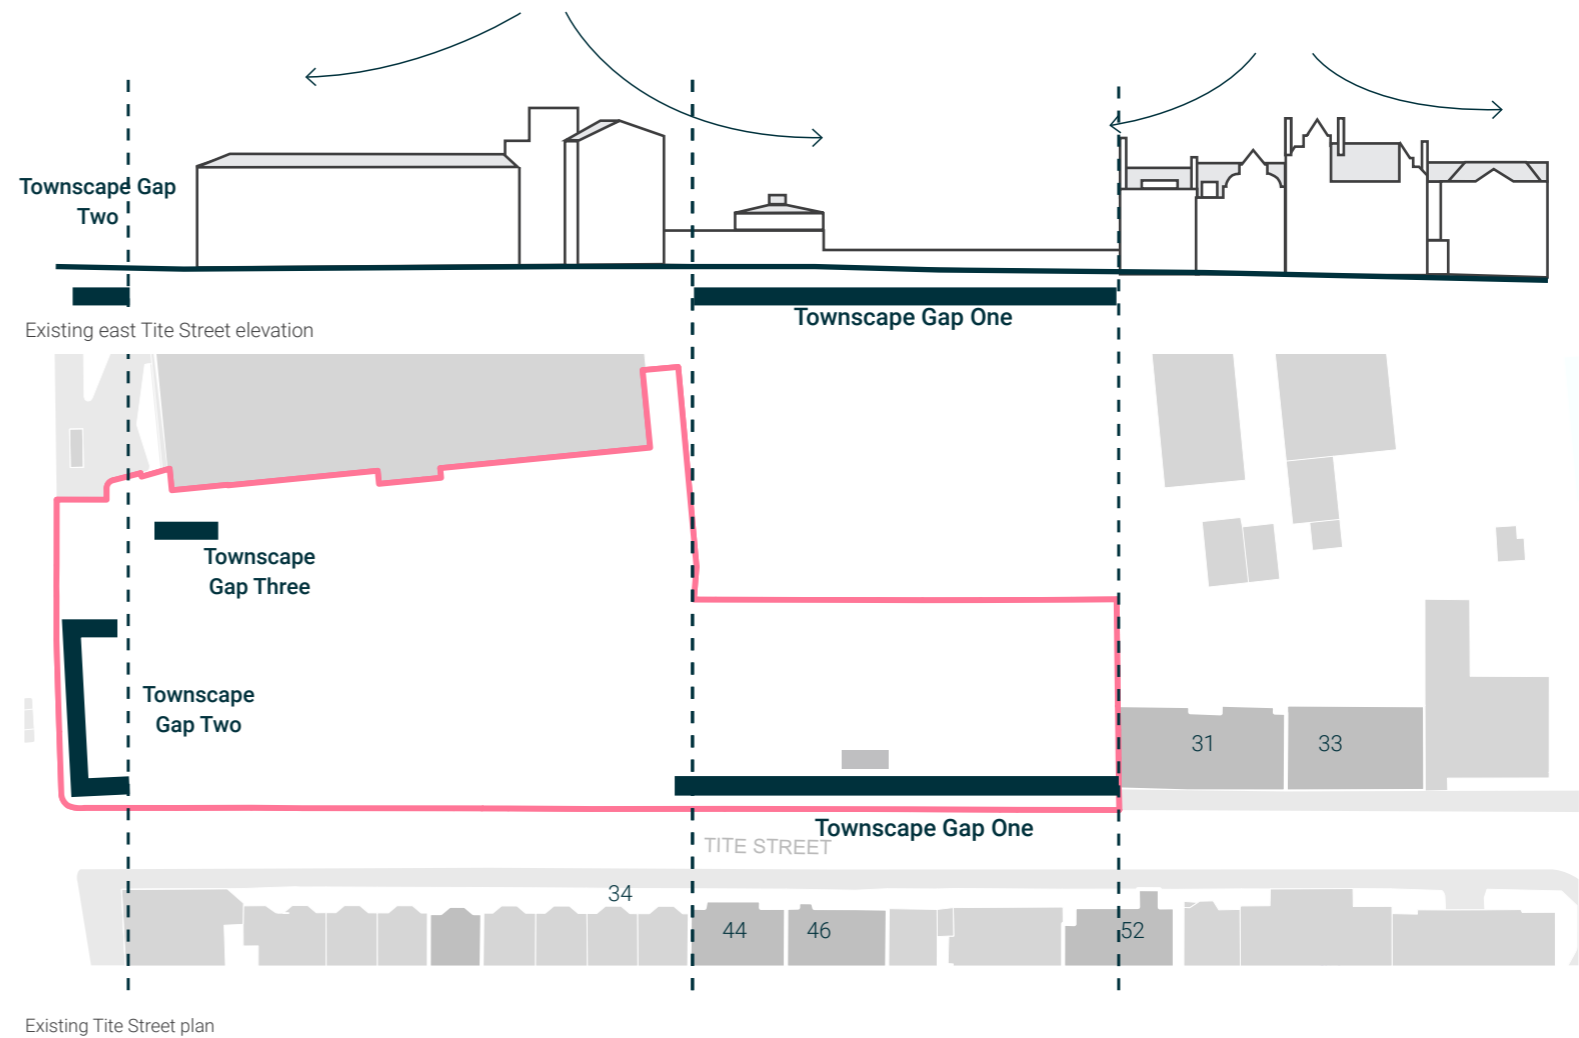 Townscape Gap
Two
Townscape Gap One
Existing east Tite Street elevation
Townscape
Gap Three
Townscape
Gap Two
31
33
Townscape Gap One
TITE STREET
34
44
46
52
Existing Tite Street plan